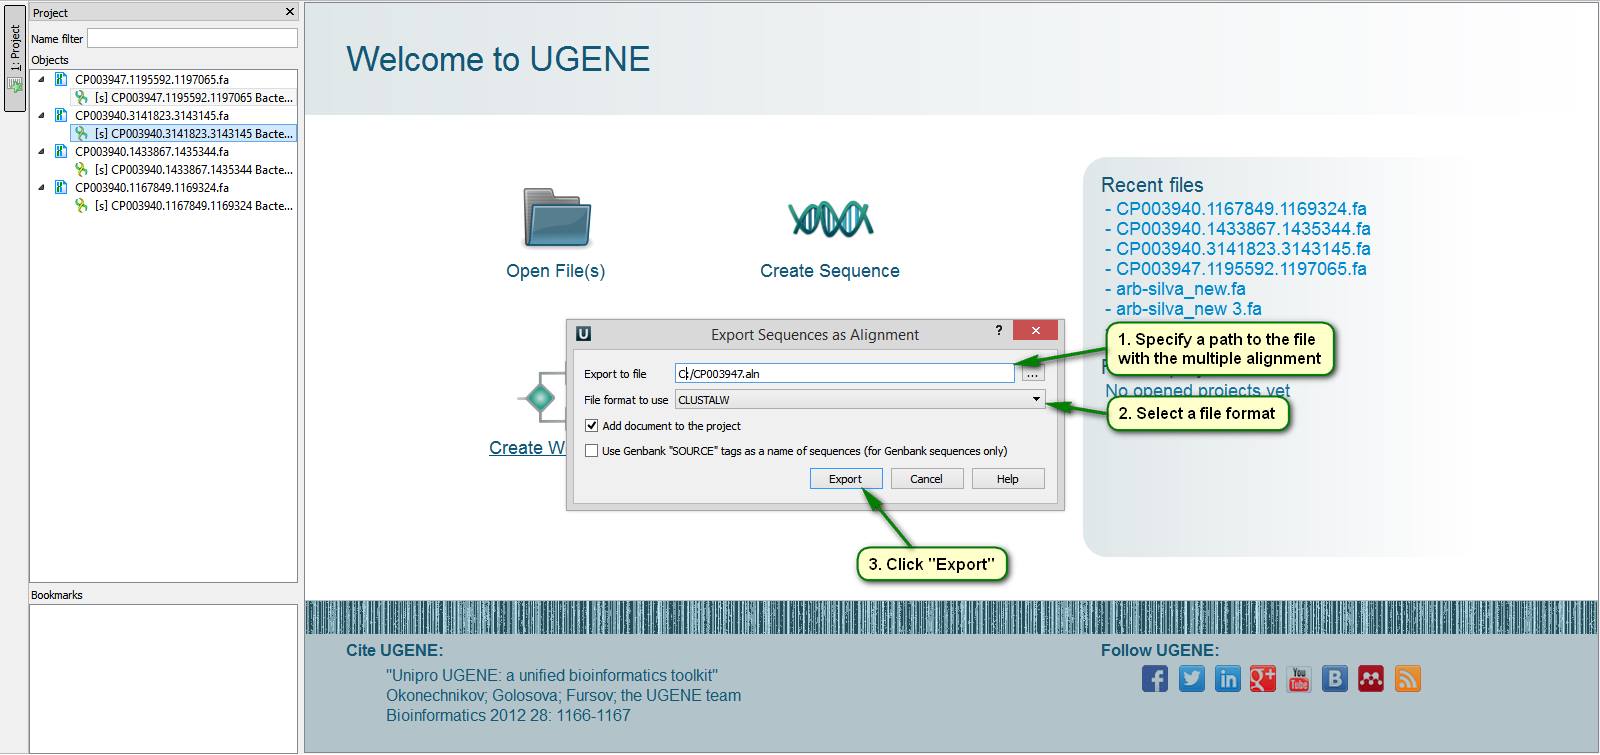 1: Project
Project
Name filter
Objects
CP003947.1195592.1197065.fa
[s] CP003947.1195592.1197065 Bacte...
CP003940.3141823.3143145.fa
[s] CP003940.3141823.3143145 Bacte...
CP003940.1433867.1435344.fa
[s] CP003940.1433867.1435344 Bacte...
CP003940.1167849.1169324.fa
[s] CP003940.1167849.1169324 Bacte...
Bookmarks
Welcome to UGENE
Open File(s)
Create Sequence
Create W
Recent files
- CP003940.1167849.1169324.fa
- CP003940.1433867.1435344.fa
- CP003940.3141823.3143145.fa
- CP003947.1195592.1197065.fa
- arb-silva_new.fa
- arb-silva_new 3.fa
No opened projects yet
U
Export Sequences as Alignment
?
Export to file
C:/CP003947.aln
...
File format to use
CLUSTALW
Add document to the project
Use Genbank "SOURCE" tags as a name of sequences (for Genbank sequences only)
Export
Cancel
Help
1. Specify a path to the file
with the multiple alignment
2. Select a file format
3. Click "Export"
Cite UGENE:
"Unipro UGENE: a unified bioinformatics toolkit"
Okonechnikov; Golosova; Fursov; the UGENE team
Bioinformatics 2012 28: 1166-1167
Follow UGENE:
f
in
g+
You
Tube
B